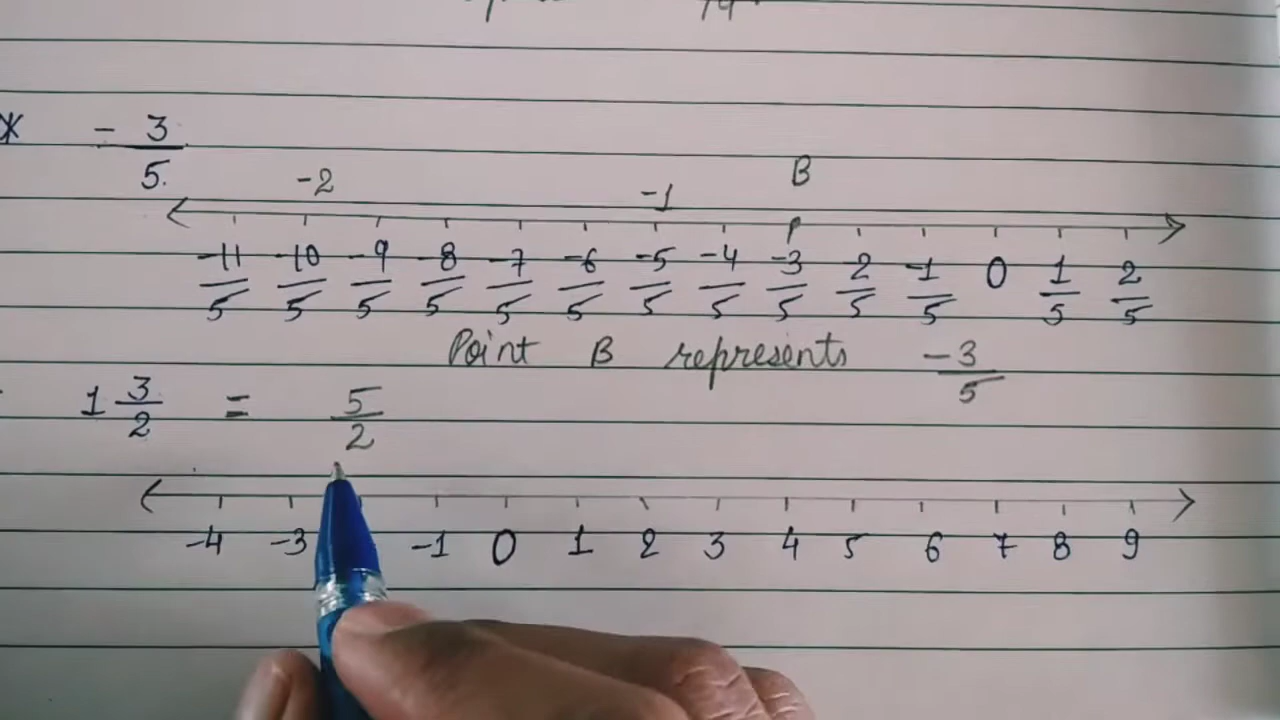 * -3/5.
-2 -1 B
-11/5 -10/5 -9/5 -8/5 -7/5 -6/5 -5/5 -4/5 -3/5 -2/5 -1/5 0 1/5 2/5
Point B represents -3/5
1 3/2 = 5/2
-4 -3 -1 0 1 2 3 4 5 6 7 8 9